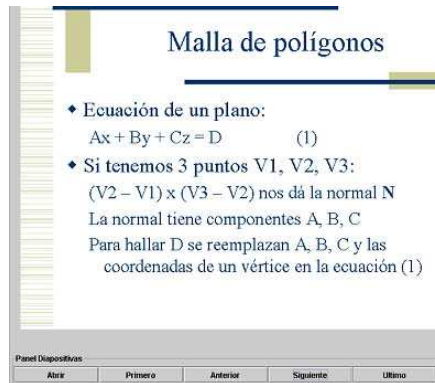 Malla de polígonos
Ecuación de un plano:
Ax + By + Cz = D (1)
Si tenemos 3 puntos V1, V2, V3:
(V2 – V1) x (V3 – V2) nos dá la normal N
La normal tiene componentes A, B, C
Para hallar D se reemplazan A, B, C y las
coordenadas de un vértice en la ecuación (1)
Panel Diapositivas
Abrir Primero Anterior Siguiente Ultimo